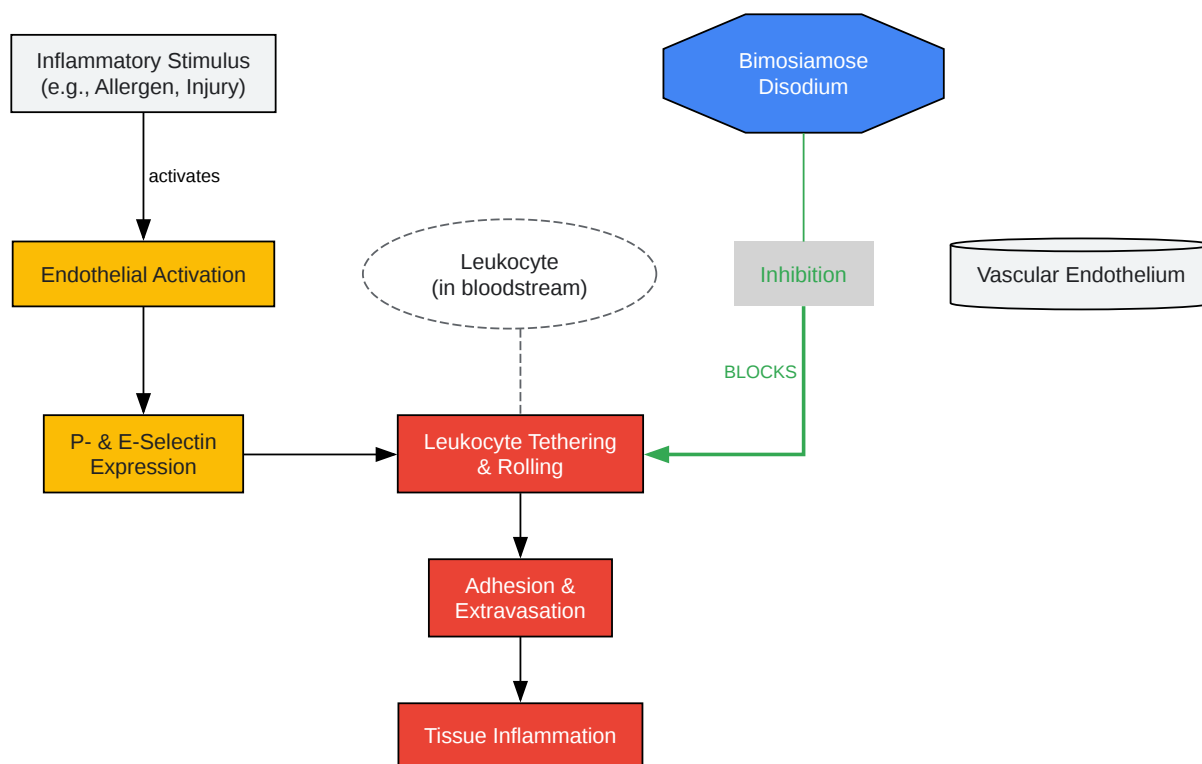 Inflammatory Stimulus
(e.g., Allergen, Injury)
Bimosiamose
Disodium
activates
Endothelial Activation
Leukocyte
(in bloodstream)
Inhibition
Vascular Endothelium
BLOCKS
P- & E-Selectin
Expression
Leukocyte Tethering
& Rolling
Adhesion &
Extravasation
Tissue Inflammation